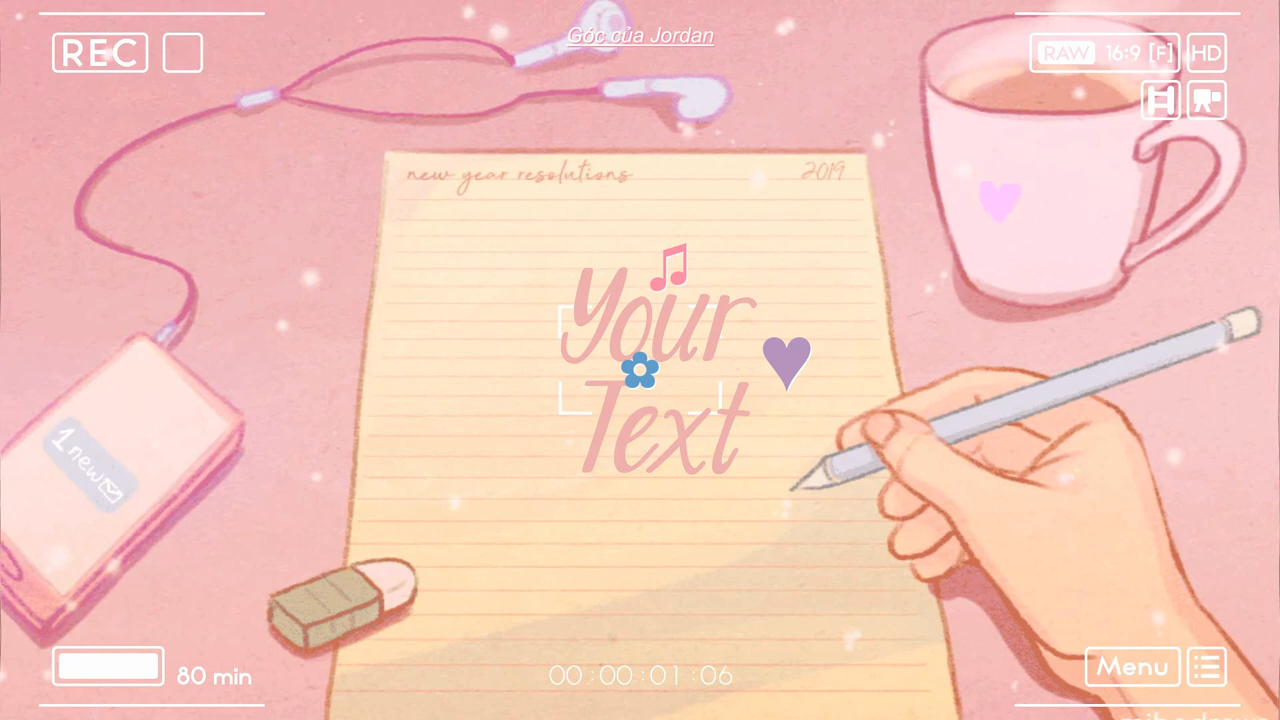 Góc của Jordan
REC
RAW 16:9 [F] HD
new year resolutions 2019
Your
Text
1 new
80 min
00:00:01:06
Menu